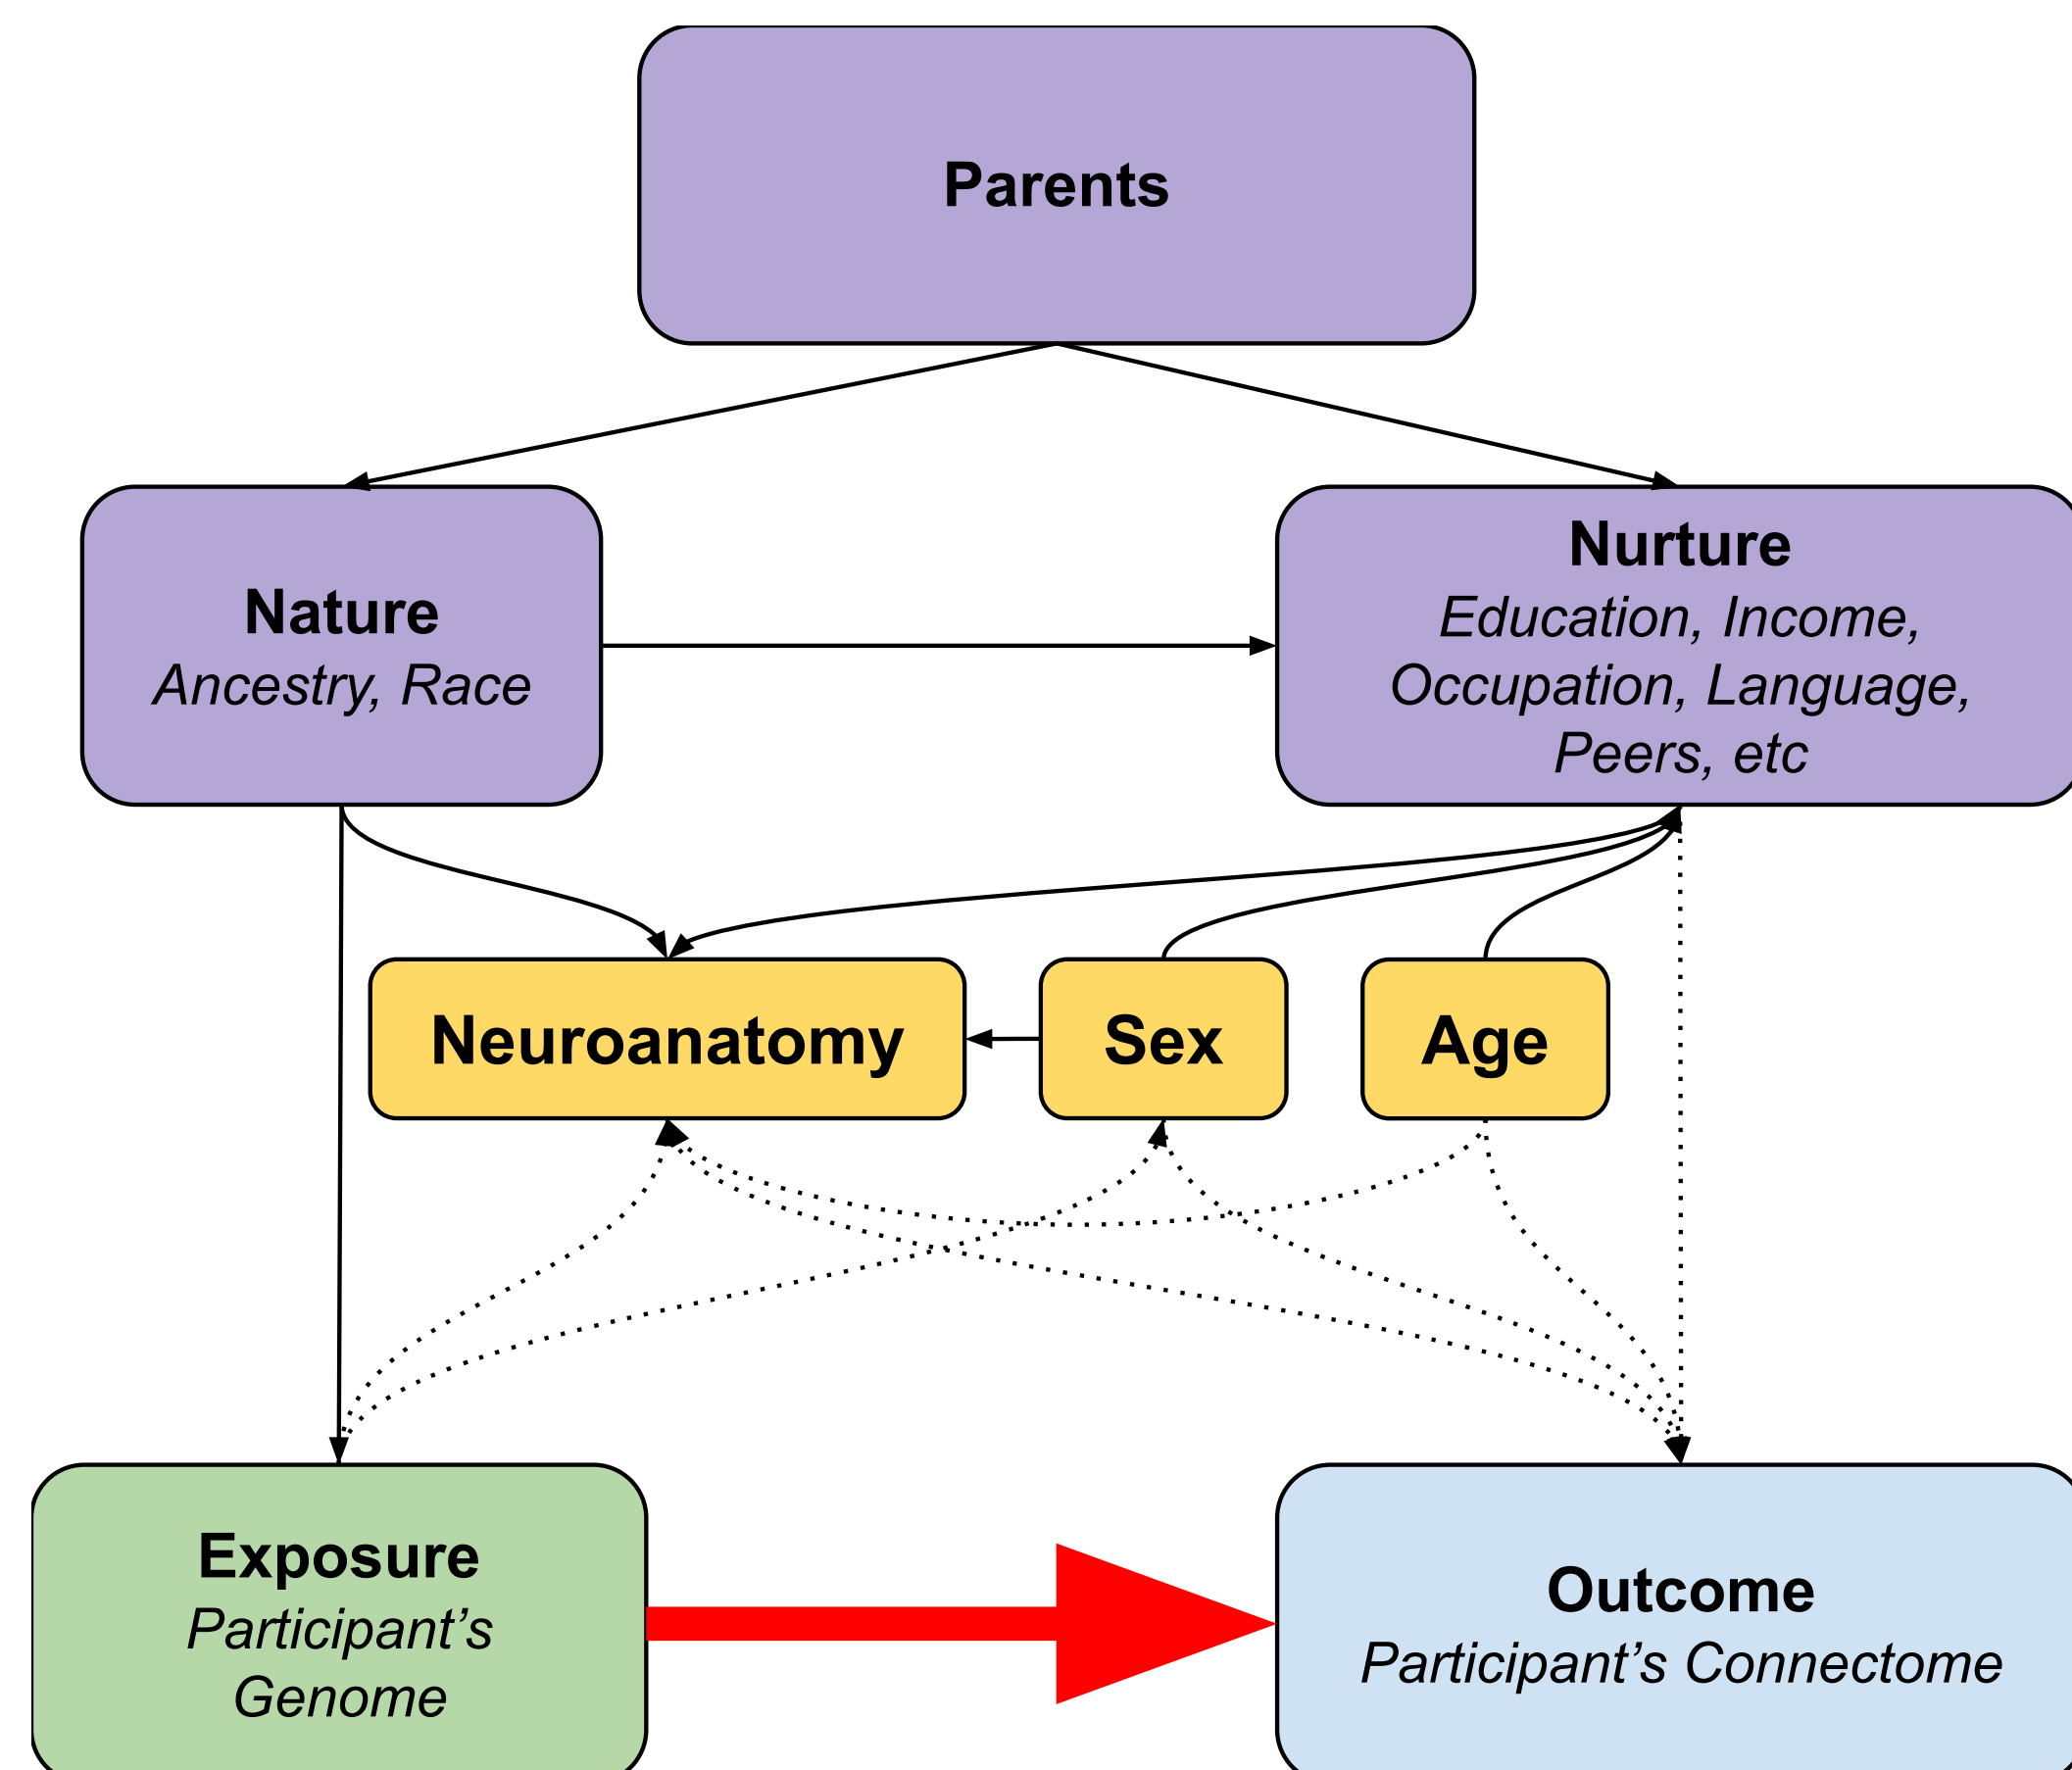 Parents
Nature
Ancestry, Race
Nurture
Education, Income,
Occupation, Language,
Peers, etc
Neuroanatomy
Sex
Age
Exposure
Participant's
Genome
Outcome
Participant's Connectome